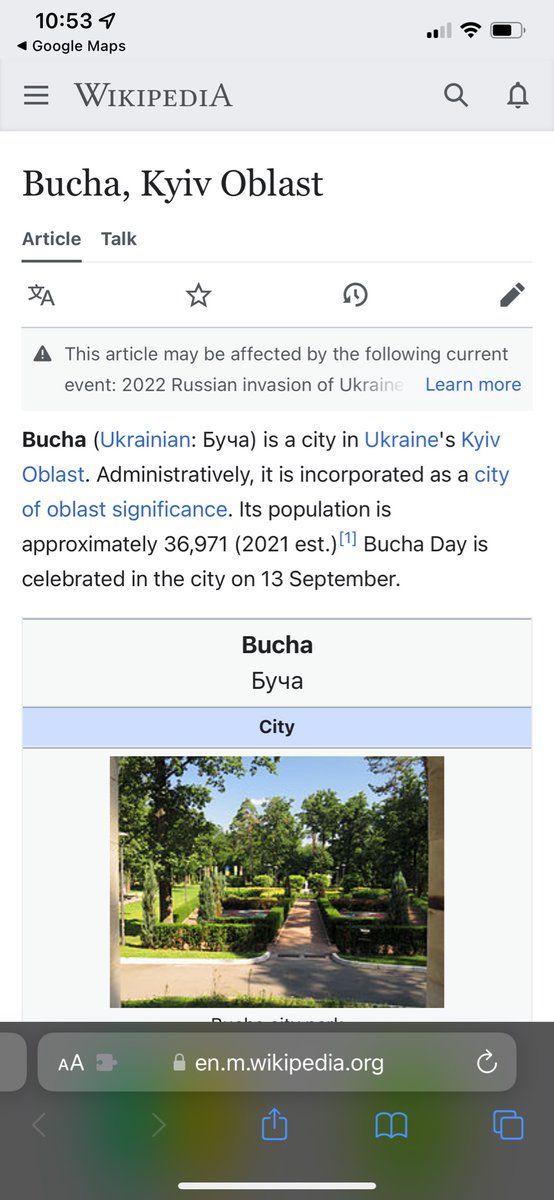 10:53
◀ Google Maps
WIKIPEDIA
Bucha, Kyiv Oblast
Article Talk
This article may be affected by the following current
event: 2022 Russian invasion of Ukraine Learn more
Bucha (Ukrainian: Буча) is a city in Ukraine's Kyiv
Oblast. Administratively, it is incorporated as a city
of oblast significance. Its population is
approximately 36,971 (2021 est.)[1] Bucha Day is
celebrated in the city on 13 September.
Bucha
Буча
City
Bucha city park
AA en.m.wikipedia.org